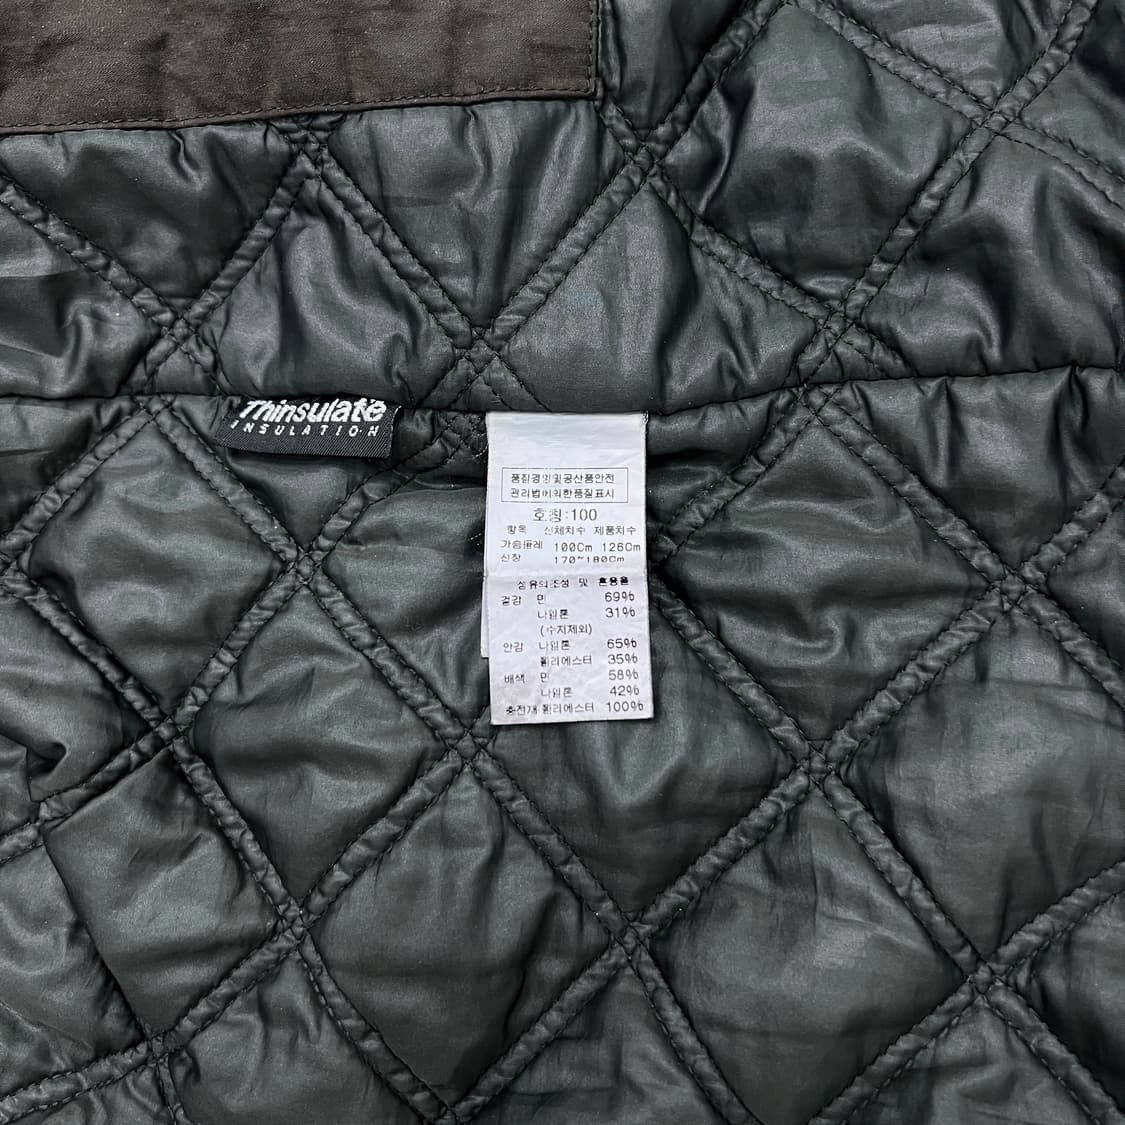 Thinsulate
INSULATION
품질경영및공산품안전
관리법에의한품질표시
호칭:100
항목 신체치수 제품치수
가슴둘레 100Cm 126Cm
신장 170~180Cm
섬유의조성 및 혼용율
겉감 면 69%
나일론 31%
(수지제외)
안감 나일론 65%
폴리에스터 35%
배색 면 58%
나일론 42%
충전재 폴리에스터 100%